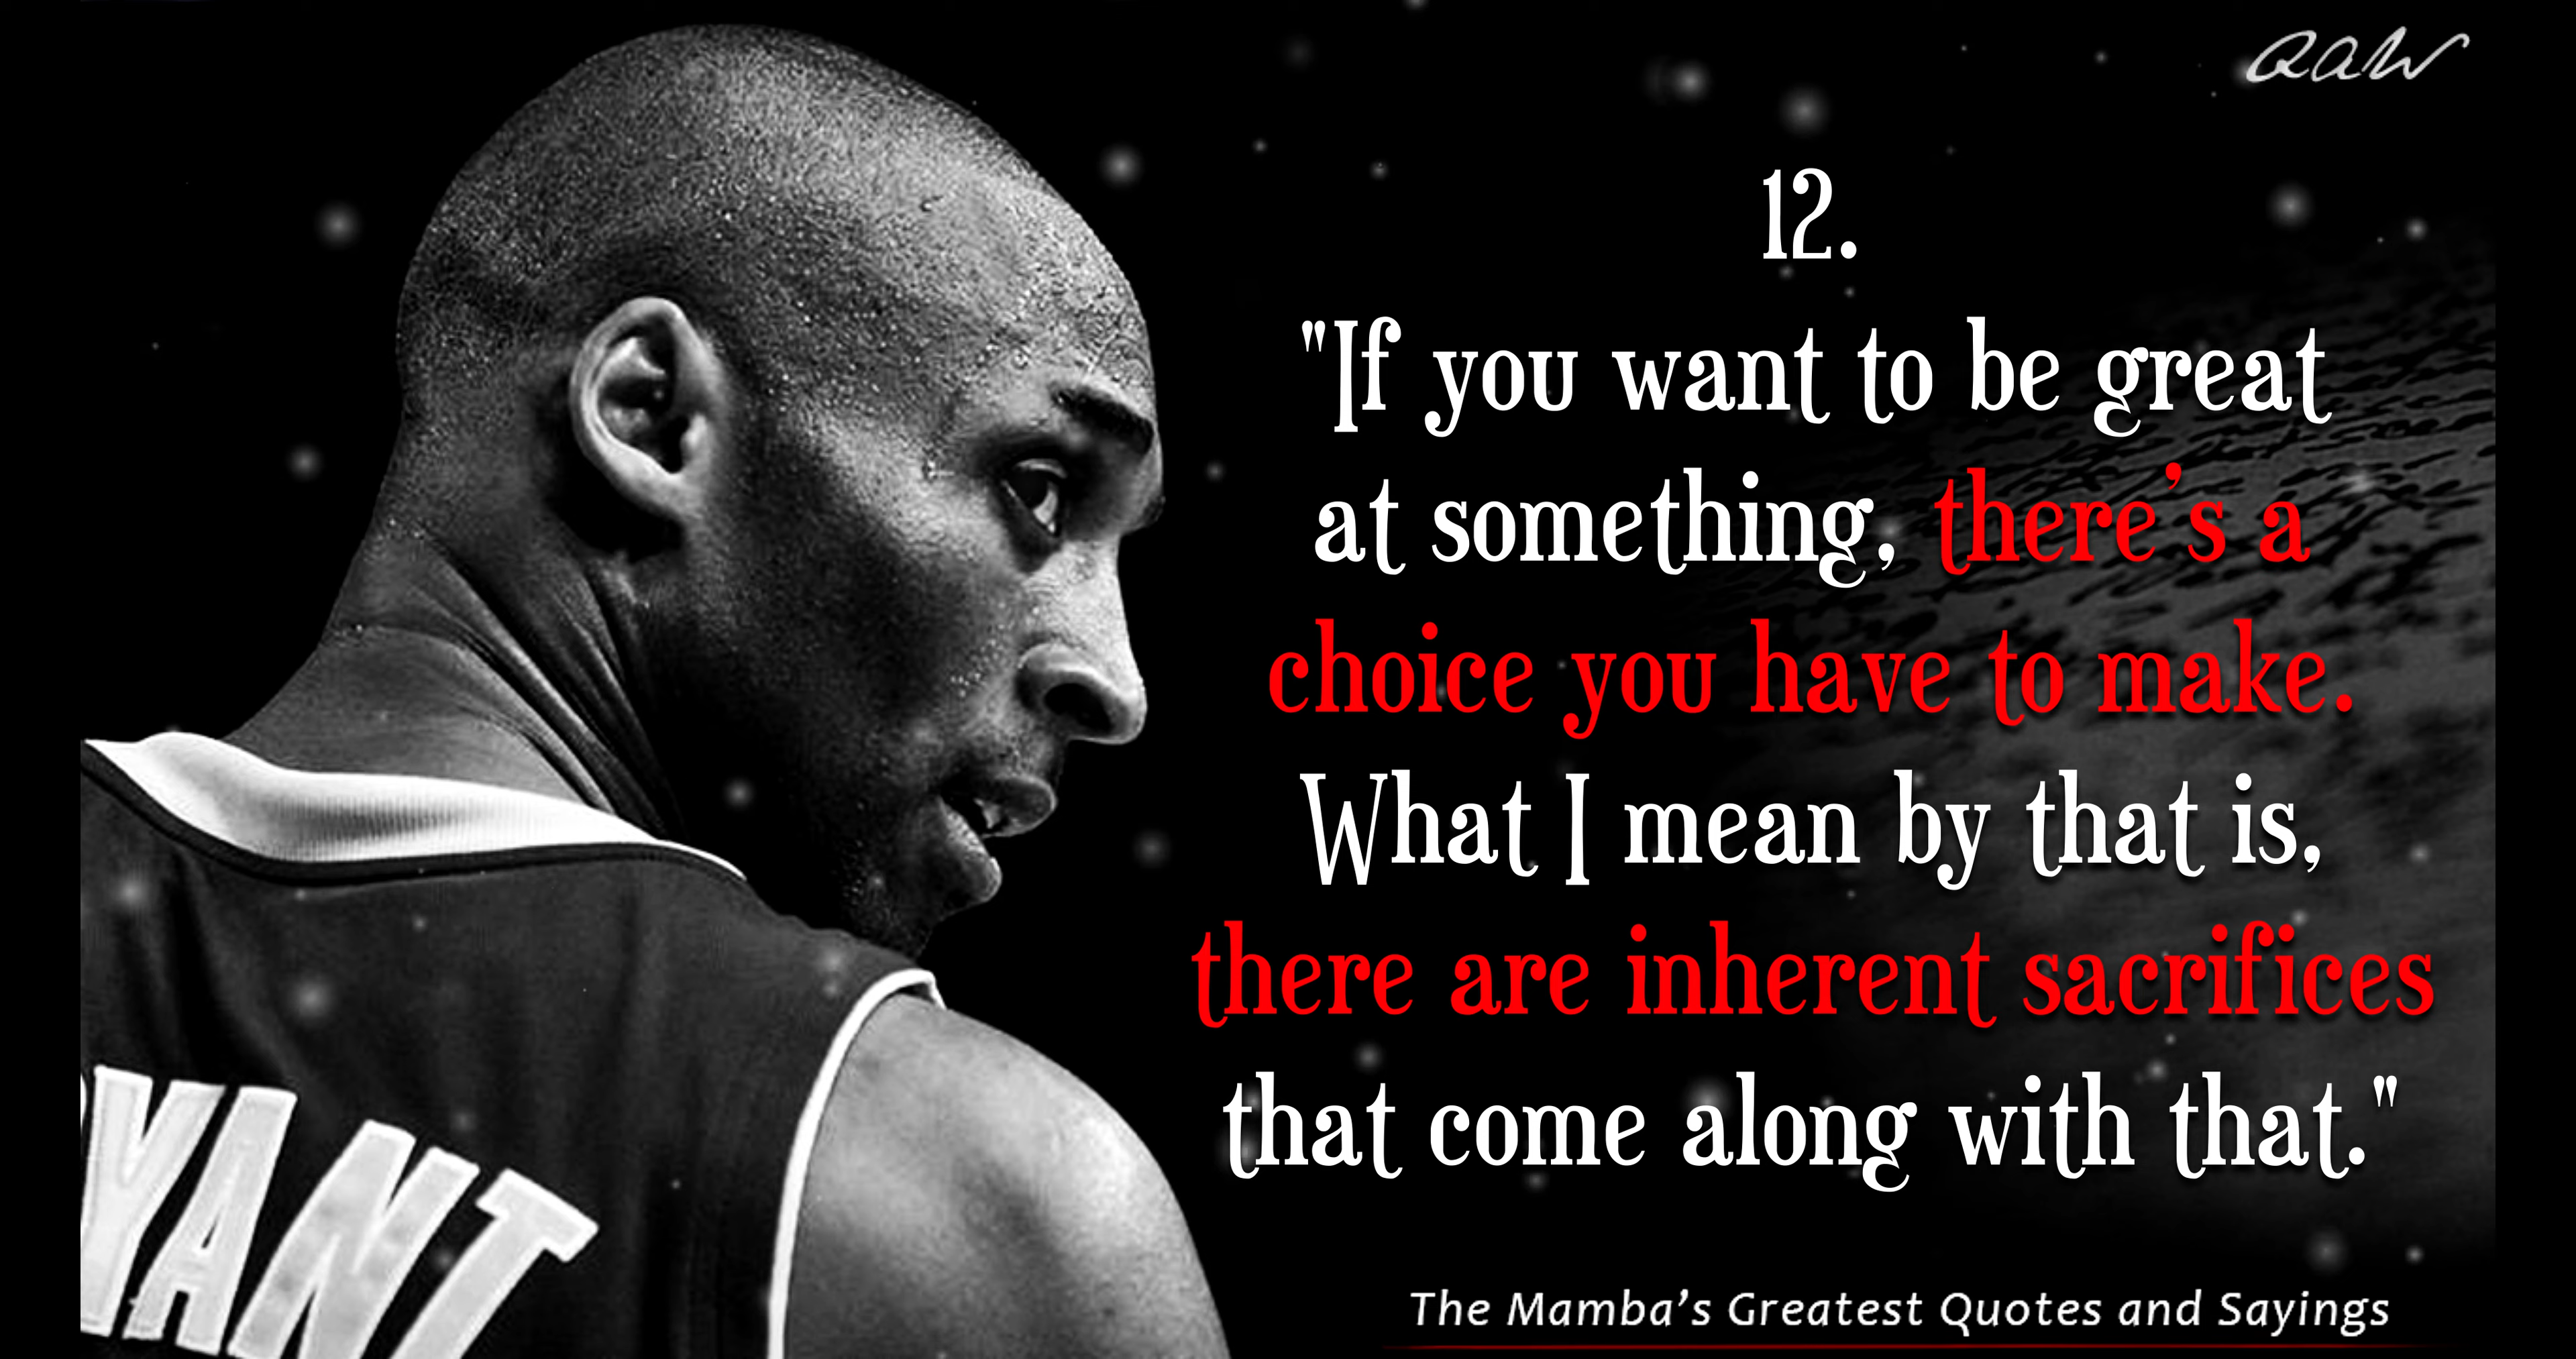 QAW
12.
"If you want to be great
at something, there's a
choice you have to make.
What I mean by that is,
there are inherent sacrifices
that come along with that."
YANT
The Mamba's Greatest Quotes and Sayings